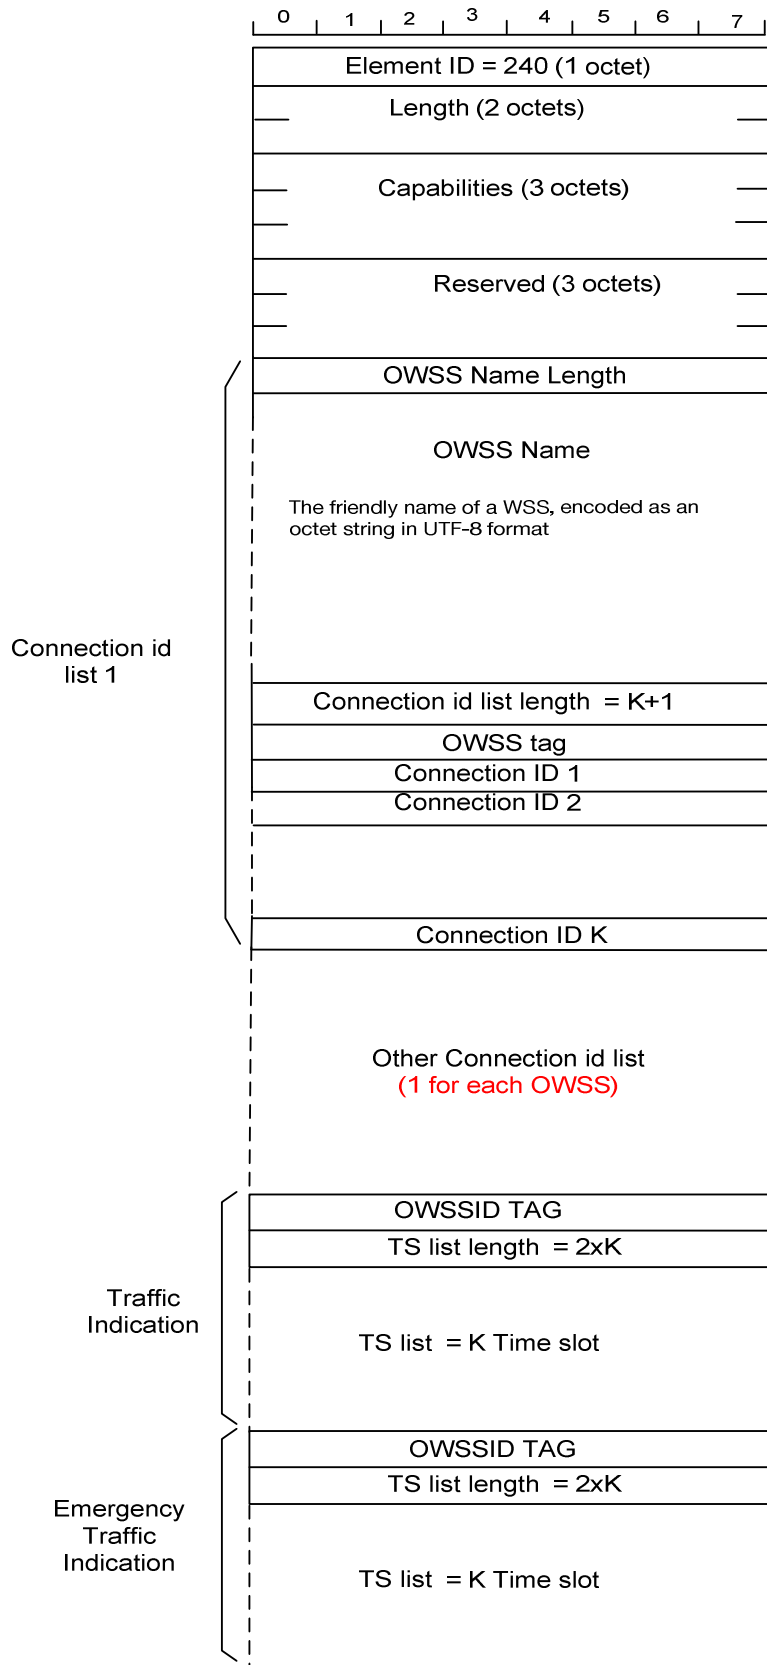 0 1 2 3 4 5 6 7
Element ID = 240 (1 octet)
Length (2 octets)
Capabilities (3 octets)
Reserved (3 octets)
OWSS Name Length
OWSS Name
The friendly name of a WSS, encoded as an
octet string in UTF-8 format
Connection id
list 1
Connection id list length = K+1
OWSS tag
Connection ID 1
Connection ID 2
Connection ID K
Other Connection id list
(1 for each OWSS)
OWSSID TAG
TS list length = 2xK
Traffic
Indication
TS list = K Time slot
OWSSID TAG
TS list length = 2xK
Emergency
Traffic
Indication
TS list = K Time slot